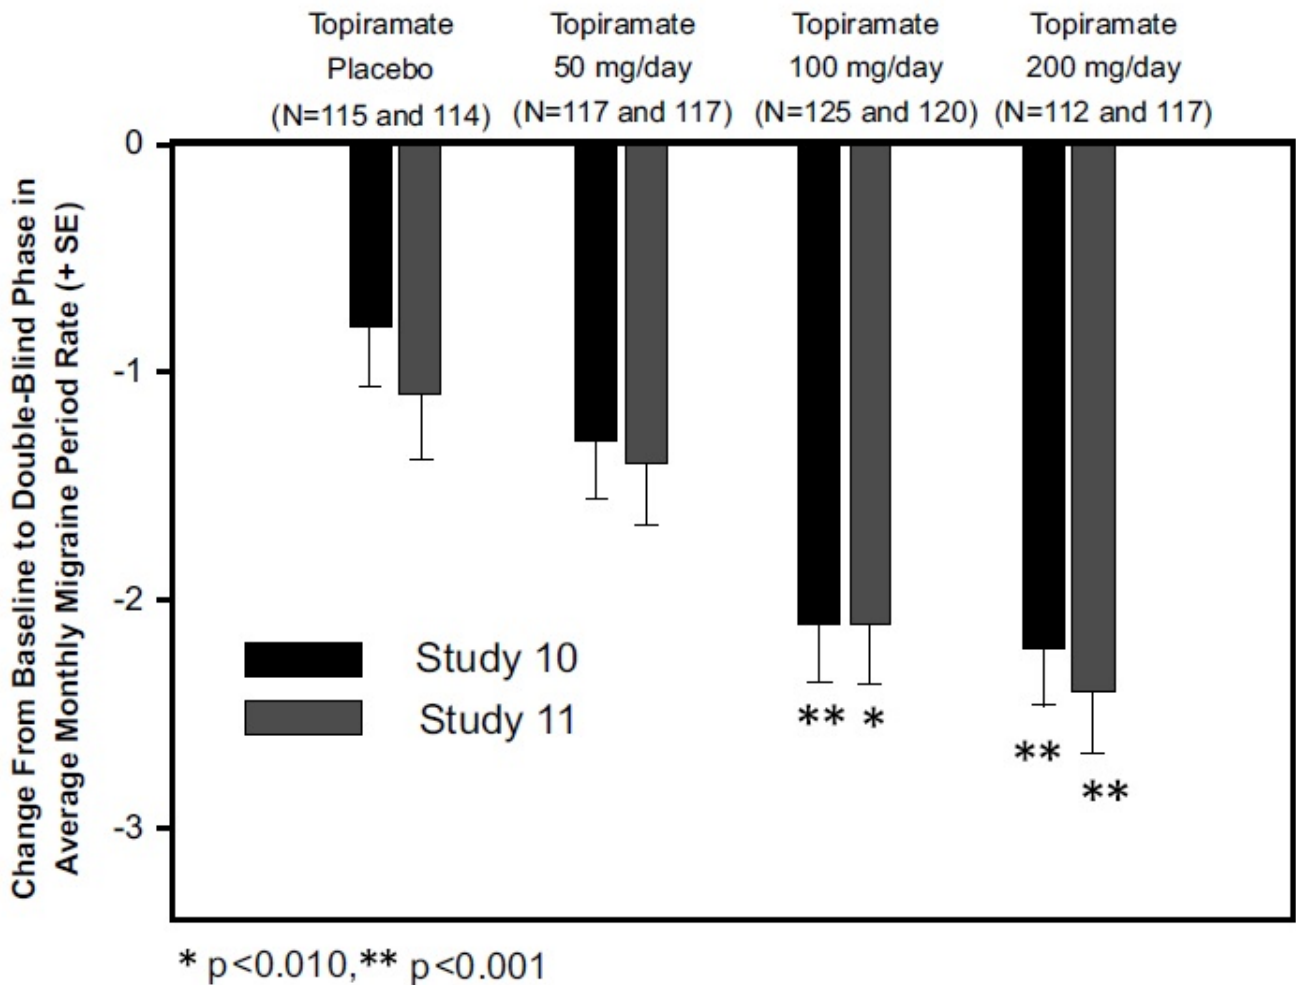 Topiramate
Placebo
(N=115 and 114)
Topiramate
50 mg/day
(N=117 and 117)
Topiramate
100 mg/day
(N=125 and 120)
Topiramate
200 mg/day
(N=112 and 117)
Change From Baseline to Double-Blind Phase in
Average Monthly Migraine Period Rate (+ SE)
0
-1
-2
-3
Study 10
Study 11
** *
**
**
* p<0.010,** p<0.001